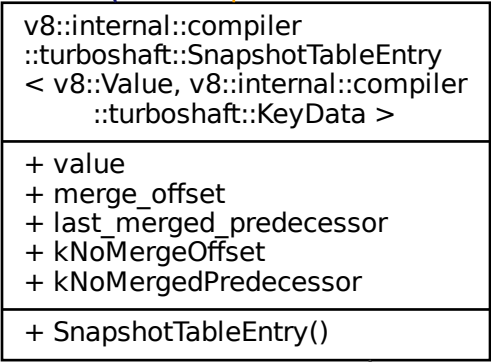 v8::internal::compiler
::turboshaft::SnapshotTableEntry
< v8::Value, v8::internal::compiler
::turboshaft::KeyData >
+ value
+ merge_offset
+ last_merged_predecessor
+ kNoMergeOffset
+ kNoMergedPredecessor
+ SnapshotTableEntry()